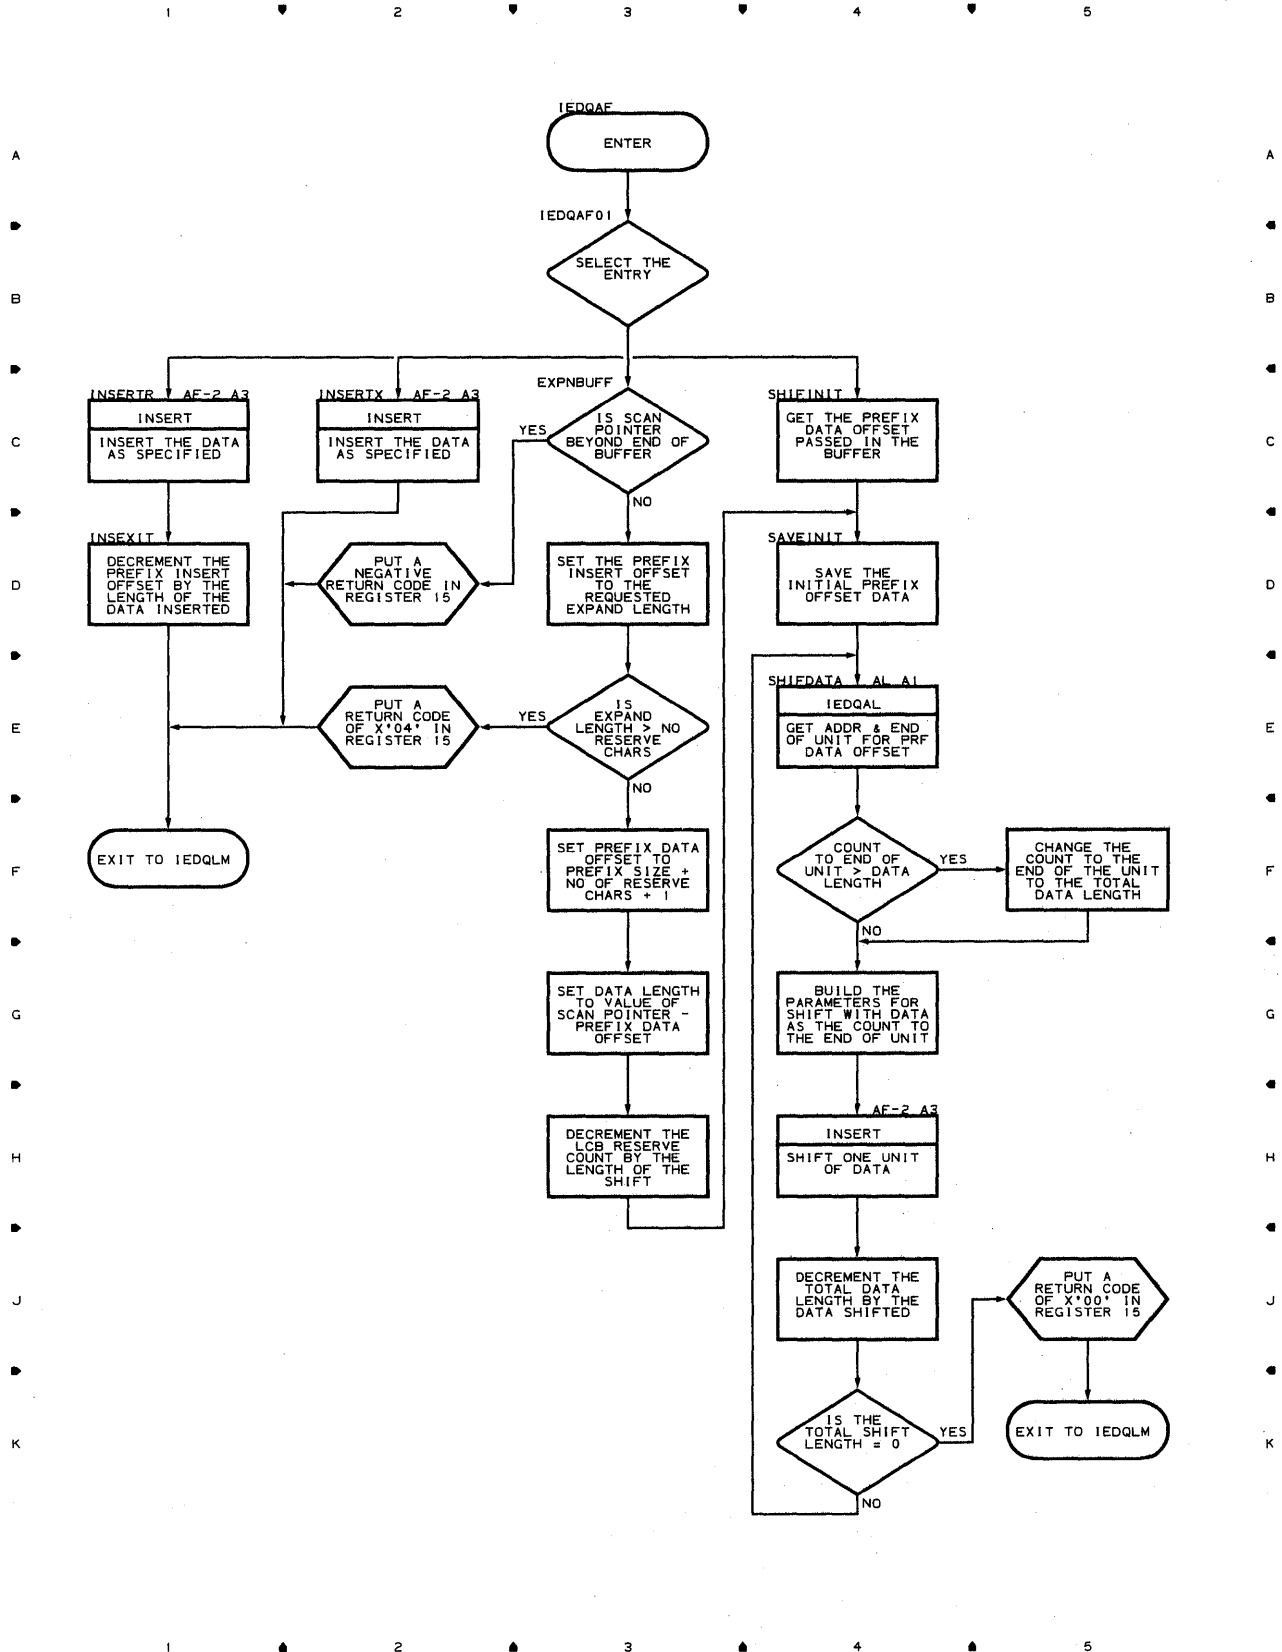 1 2 3 4 5
IEDQAF
ENTER
A A
IEDQAF01
SELECT THE
ENTRY
B B
INSERTR AF-2 A3
INSERT
INSERT THE DATA
AS SPECIFIED
INSERTX AF-2 A3
INSERT
INSERT THE DATA
AS SPECIFIED
EXPNBUFF
IS SCAN
POINTER
BEYOND END OF
BUFFER
YES
NO
SHIFINIT
GET THE PREFIX
DATA OFFSET
PASSED IN THE
BUFFER
C C
INSEXIT
DECREMENT THE
PREFIX INSERT
OFFSET BY THE
LENGTH OF THE
DATA INSERTED
PUT A
NEGATIVE
RETURN CODE IN
REGISTER 15
SET THE PREFIX
INSERT OFFSET
TO THE
REQUESTED
EXPAND LENGTH
SAVEINIT
SAVE THE
INITIAL PREFIX
OFFSET DATA
D D
PUT A
RETURN CODE
OF X'04' IN
REGISTER 15
YES
IS
EXPAND
LENGTH > NO
RESERVE
CHARS
NO
SHIFDATA AL A1
IEDQAL
GET ADDR & END
OF UNIT FOR PRF
DATA OFFSET
E E
EXIT TO IEDQLM
SET PREFIX DATA
OFFSET TO
PREFIX SIZE +
NO OF RESERVE
CHARS + 1
COUNT
TO END OF
UNIT > DATA
LENGTH
YES
NO
CHANGE THE
COUNT TO THE
END OF THE UNIT
TO THE TOTAL
DATA LENGTH
F F
SET DATA LENGTH
TO VALUE OF
SCAN POINTER -
PREFIX DATA
OFFSET
BUILD THE
PARAMETERS FOR
SHIFT WITH DATA
AS THE COUNT TO
THE END OF UNIT
G G
DECREMENT THE
LCB RESERVE
COUNT BY THE
LENGTH OF THE
SHIFT
AF-2 A3
INSERT
SHIFT ONE UNIT
OF DATA
H H
DECREMENT THE
TOTAL DATA
LENGTH BY THE
DATA SHIFTED
PUT A
RETURN CODE
OF X'00' IN
REGISTER 15
J J
IS THE
TOTAL SHIFT
LENGTH = 0
YES
NO
EXIT TO IEDQLM
K K
1 2 3 4 5